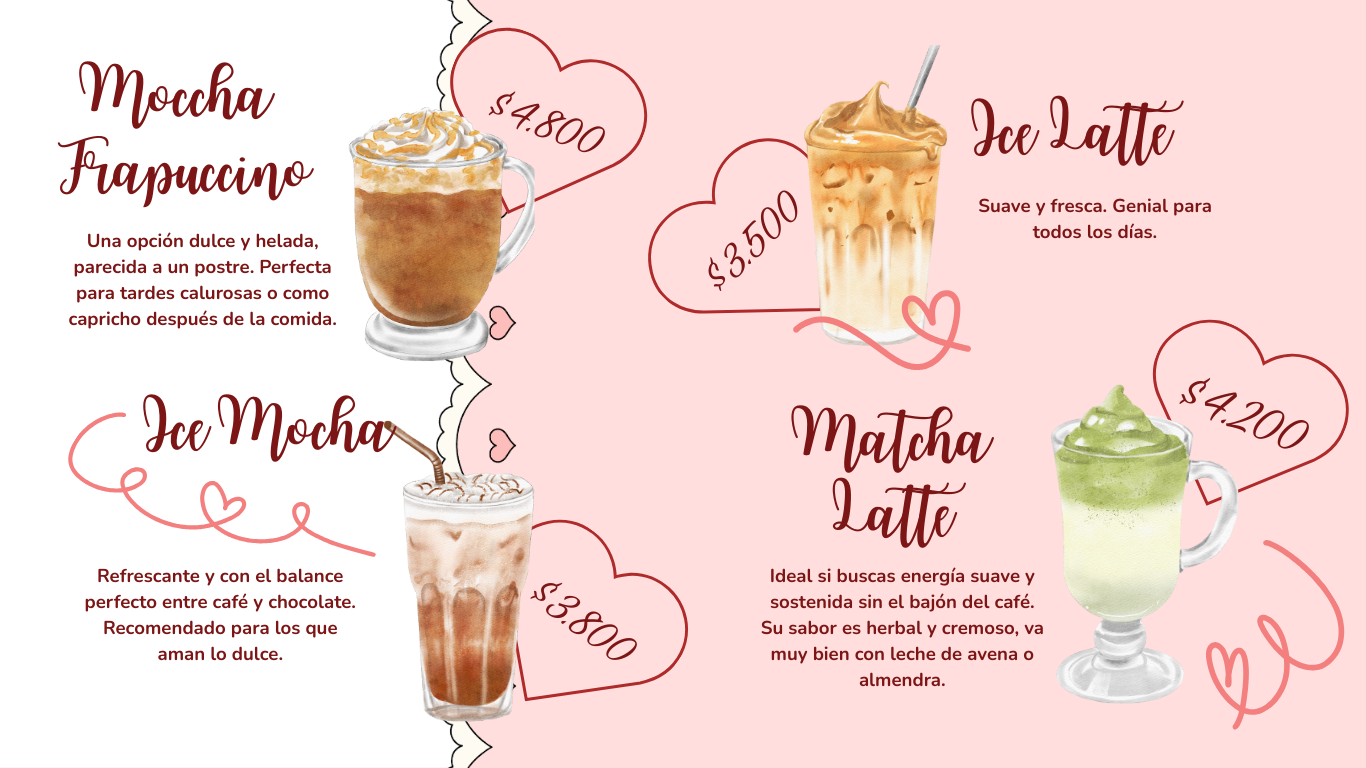 Moccha
Frapuccino
$4.800
Una opción dulce y helada,
parecida a un postre. Perfecta
para tardes calurosas o como
capricho después de la comida.
Ice Latte
$3.500
Suave y fresca. Genial para
todos los días.
Ice Mocha
$3.800
Refrescante y con el balance
perfecto entre café y chocolate.
Recomendado para los que
aman lo dulce.
Matcha
Latte
$4.200
Ideal si buscas energía suave y
sostenida sin el bajón del café.
Su sabor es herbal y cremoso, va
muy bien con leche de avena o
almendra.